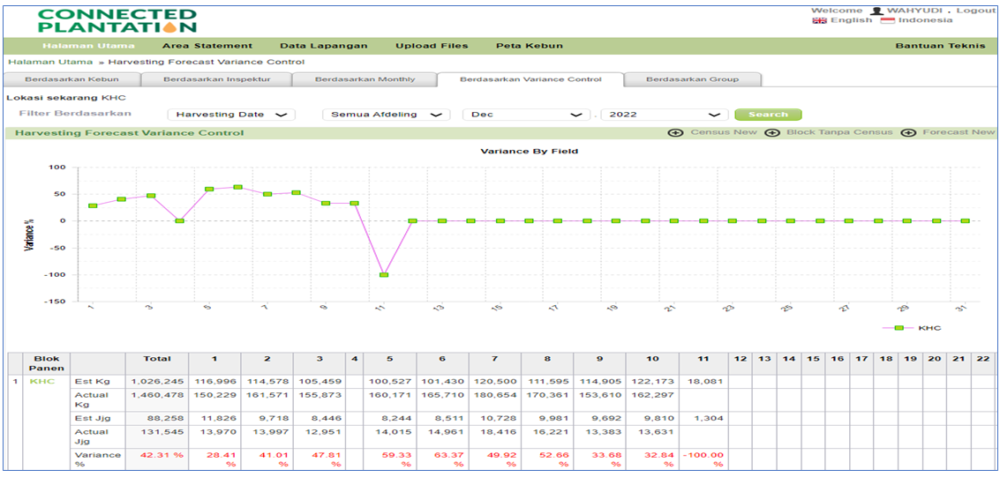 CONNECTED
PLANTATION
Welcome WAHYUDI . Logout
English Indonesia
Halaman Utama Area Statement Data Lapangan Upload Files Peta Kebun Bantuan Teknis
Halaman Utama » Harvesting Forecast Variance Control
Berdasarkan Kebun Berdasarkan Inspektur Berdasarkan Monthly Berdasarkan Variance Control Berdasarkan Group
Lokasi sekarang KHC
Filter Berdasarkan Harvesting Date Semua Afdeling Dec . 2022 Search
Harvesting Forecast Variance Control Census New Block Tanpa Census Forecast New
Variance By Field
100
50
0
-50
-100
-150
Variance %
1 3 5 7 9 11 13 15 17 19 21 23 25 27 29 31
KHC
Blok Panen Total 1 2 3 4 5 6 7 8 9 10 11 12 13 14 15 16 17 18 19 20 21 22
1 KHC Est Kg 1,026,245 116,996 114,578 105,459 100,527 101,430 120,500 111,595 114,905 122,173 18,081
Actual Kg 1,460,478 150,229 161,571 155,873 160,171 165,710 180,654 170,361 153,610 162,297
Est Jjg 88,258 11,826 9,718 8,446 8,244 8,511 10,728 9,981 9,692 9,810 1,304
Actual Jjg 131,545 13,970 13,997 12,951 14,015 14,961 18,416 16,221 13,383 13,631
Variance % 42.31 % 28.41 % 41.01 % 47.81 % 59.33 % 63.37 % 49.92 % 52.66 % 33.68 % 32.84 % -100.00 %